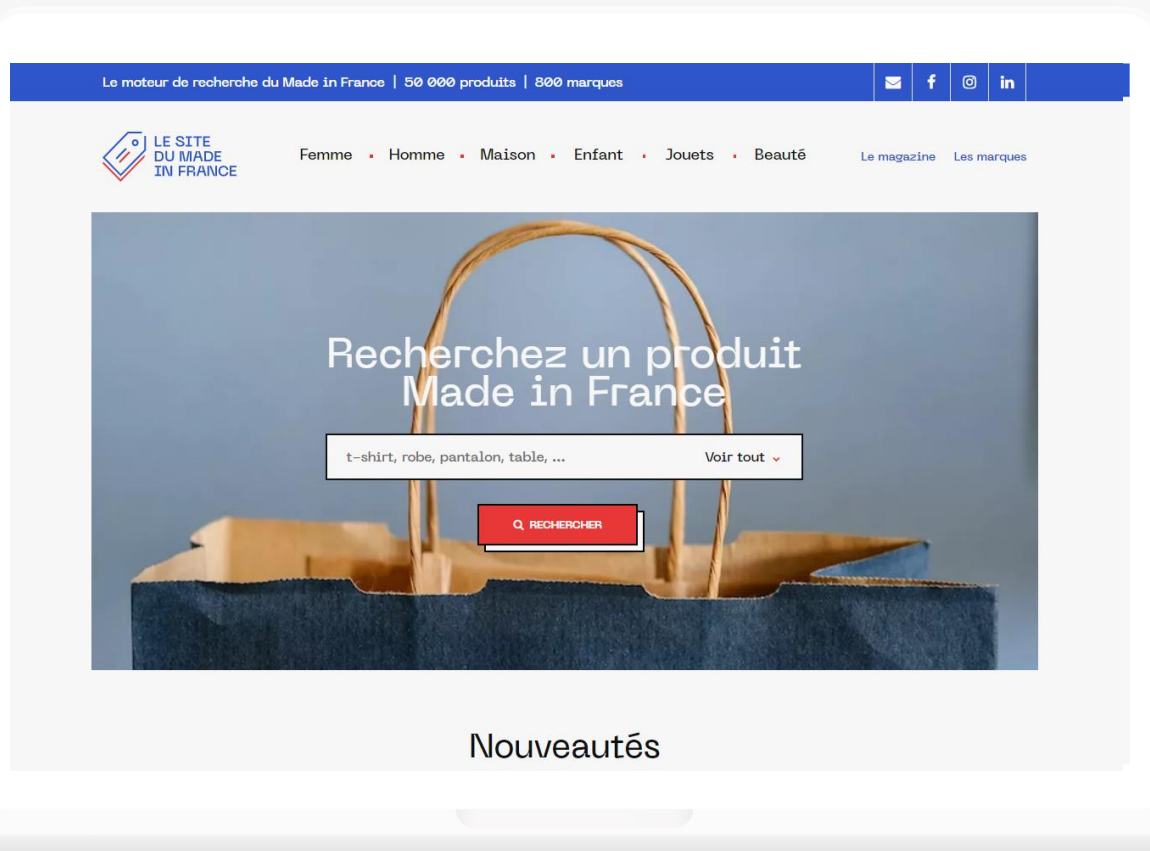 Le moteur de recherche du Made in France | 50 000 produits | 800 marques
LE SITE
DU MADE
IN FRANCE
Femme • Homme • Maison • Enfant • Jouets • Beauté
Le magazine Les marques
Recherchez un produit
Made in France
t-shirt, robe, pantalon, table, ... Voir tout
RECHERCHER
Nouveautés